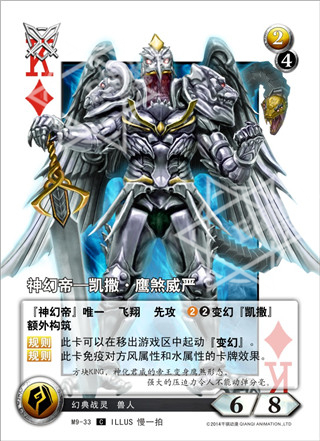 K
2
4
神幻帝—凯撒·鹰煞威严
『神幻帝』唯一 飞翔 先攻 2 2 变幻『凯撒』
额外构筑
规则 此卡可以在移出游戏区中起动『变幻』。
规则 此卡免疫对方风属性和水属性的卡牌效果。
方块KING，神化君威的帝王变身魔兽形态。
强大的压迫力令人不能动弹分毫。
K
幻典战灵 兽人
6 8
M9-33 C ILLUS 慢一拍
©2014千骐动漫 QIANQI ANIMATION.,LTD